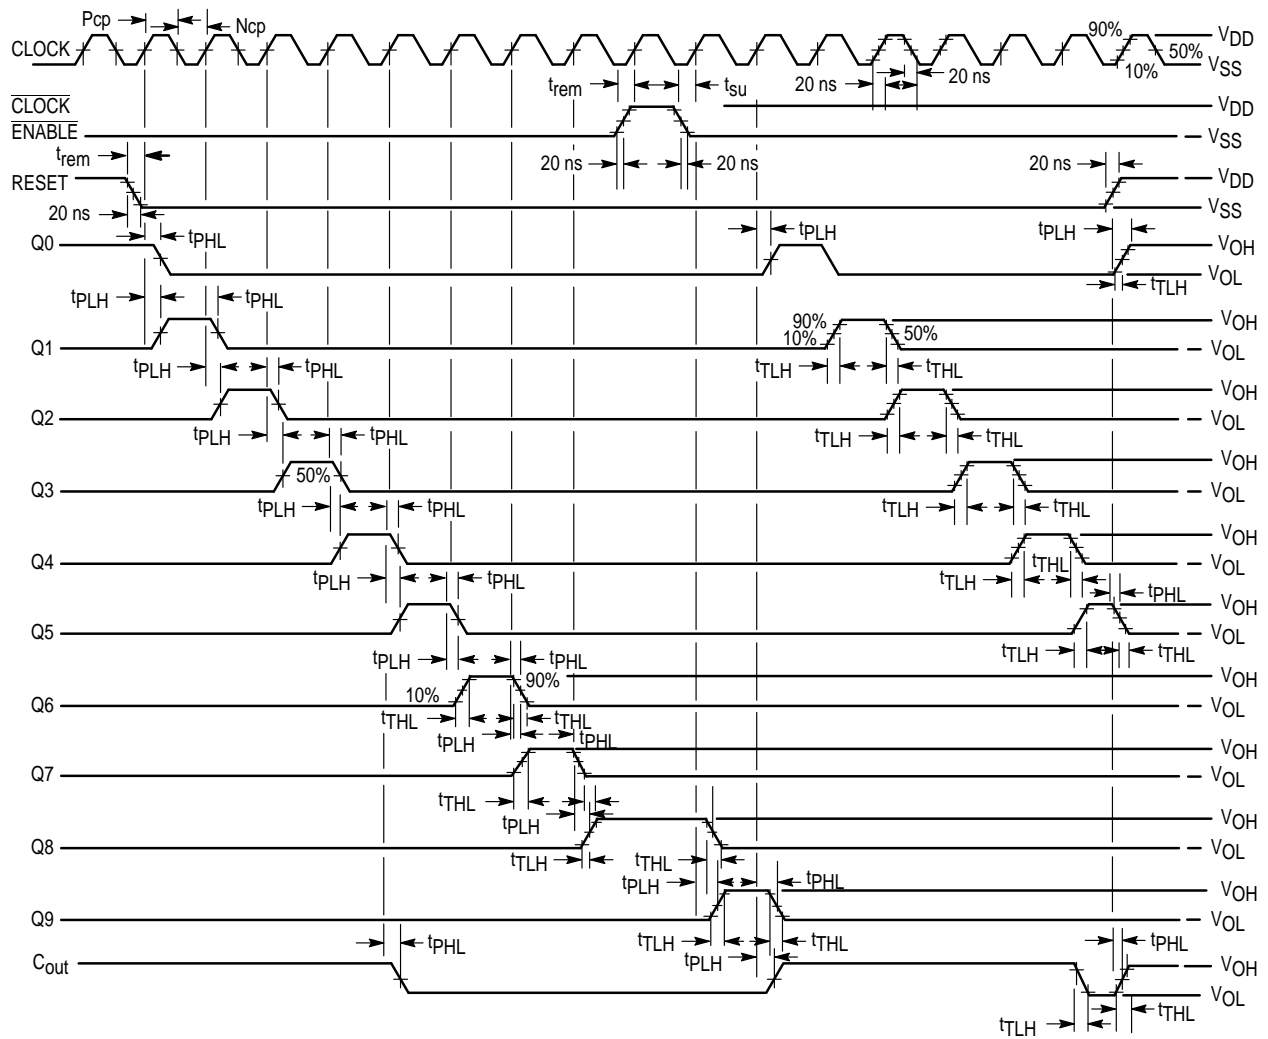 Pcp Ncp
CLOCK 90% 50% 10% VDD VSS
trem tsu 20 ns 20 ns
CLOCK ENABLE VDD VSS
trem 20 ns 20 ns 20 ns
RESET VDD VSS
20 ns tPHL tPLH tPLH
Q0 VOH VOL
tPLH tPHL tTLH
Q1 90% 10% 50% VOH VOL
tPLH tPHL tTLH tTHL
Q2 VOH VOL
tPLH tPHL tTLH tTHL
Q3 50% VOH VOL
tPLH tPHL tTLH tTHL
Q4 VOH VOL
tPLH tPHL tTLH tTHL tPHL
Q5 VOH VOL
tPLH tPHL tTLH tTHL
Q6 10% 90% VOH VOL
tTHL tTHL
tPLH tPHL
Q7 VOH VOL
tTHL
tPLH
Q8 VOH VOL
tTLH tTHL
tPLH tPHL
Q9 VOH VOL
tPHL tTLH tTHL tPHL
tPLH
Cout VOH VOL
tTLH tTHL